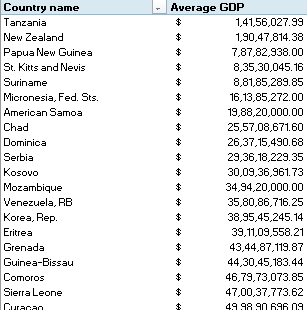 Country name Average GDP
Tanzania $ 1,41,56,027.99
New Zealand $ 1,90,47,814.38
Papua New Guinea $ 7,87,82,938.00
St. Kitts and Nevis $ 8,35,30,045.16
Suriname $ 8,81,85,289.85
Micronesia, Fed. Sts. $ 16,13,85,272.00
American Samoa $ 19,88,20,000.00
Chad $ 25,57,08,671.60
Dominica $ 26,37,15,490.68
Serbia $ 29,36,18,229.35
Kosovo $ 30,09,36,961.73
Mozambique $ 34,94,20,000.00
Venezuela, RB $ 35,80,86,716.25
Korea, Rep. $ 38,95,45,245.14
Eritrea $ 39,11,09,558.21
Grenada $ 43,44,87,119.87
Guinea-Bissau $ 44,30,45,183.44
Comoros $ 46,79,73,073.85
Sierra Leone $ 47,00,37,773.62
Curacao $ 49,98,90,696.09